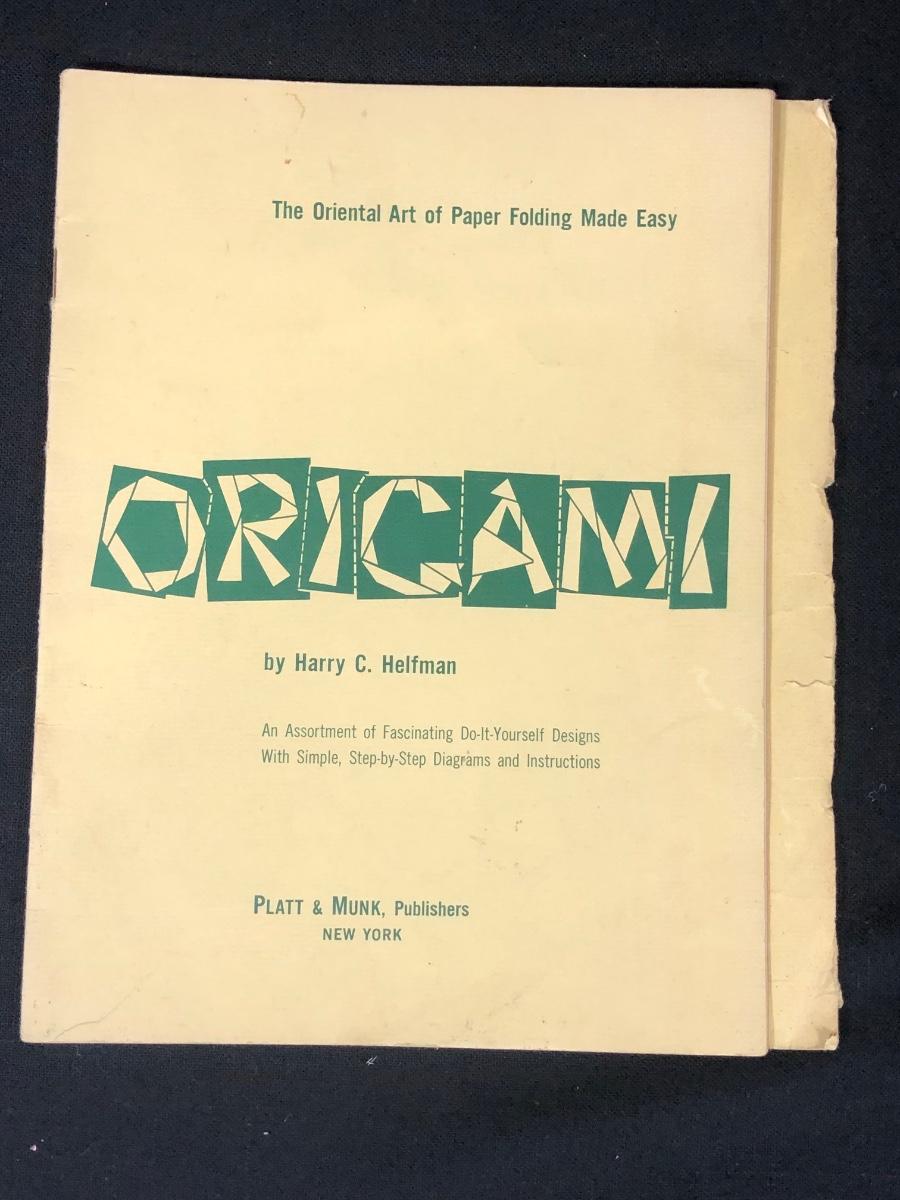 The Oriental Art of Paper Folding Made Easy
ORIGAMI
by Harry C. Helfman
An Assortment of Fascinating Do-It-Yourself Designs
With Simple, Step-by-Step Diagrams and Instructions
PLATT & MUNK, Publishers
NEW YORK